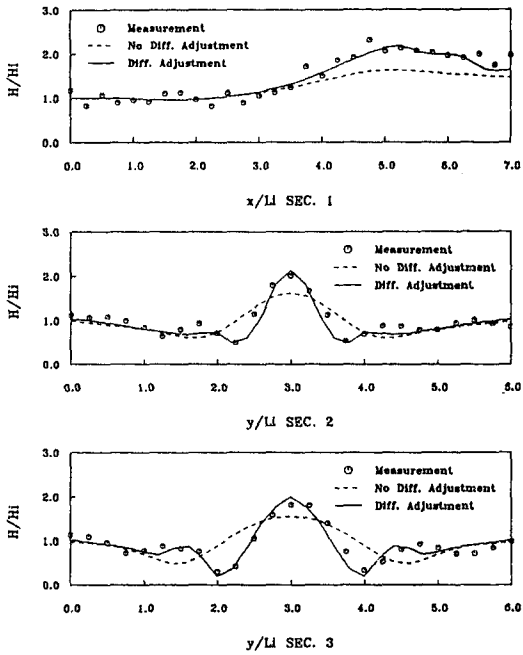 3.0
Measurement
No Diff. Adjustment
Diff. Adjustment
2.0
H/Hi
1.0
0.0
0.0 1.0 2.0 3.0 4.0 5.0 6.0 7.0
x/Li SEC. 1
3.0
Measurement
No Diff. Adjustment
Diff. Adjustment
2.0
H/Hi
1.0
0.0
0.0 1.0 2.0 3.0 4.0 5.0 6.0
y/Li SEC. 2
3.0
Measurement
No Diff. Adjustment
Diff. Adjustment
2.0
H/Hi
1.0
0.0
0.0 1.0 2.0 3.0 4.0 5.0 6.0
y/Li SEC. 3